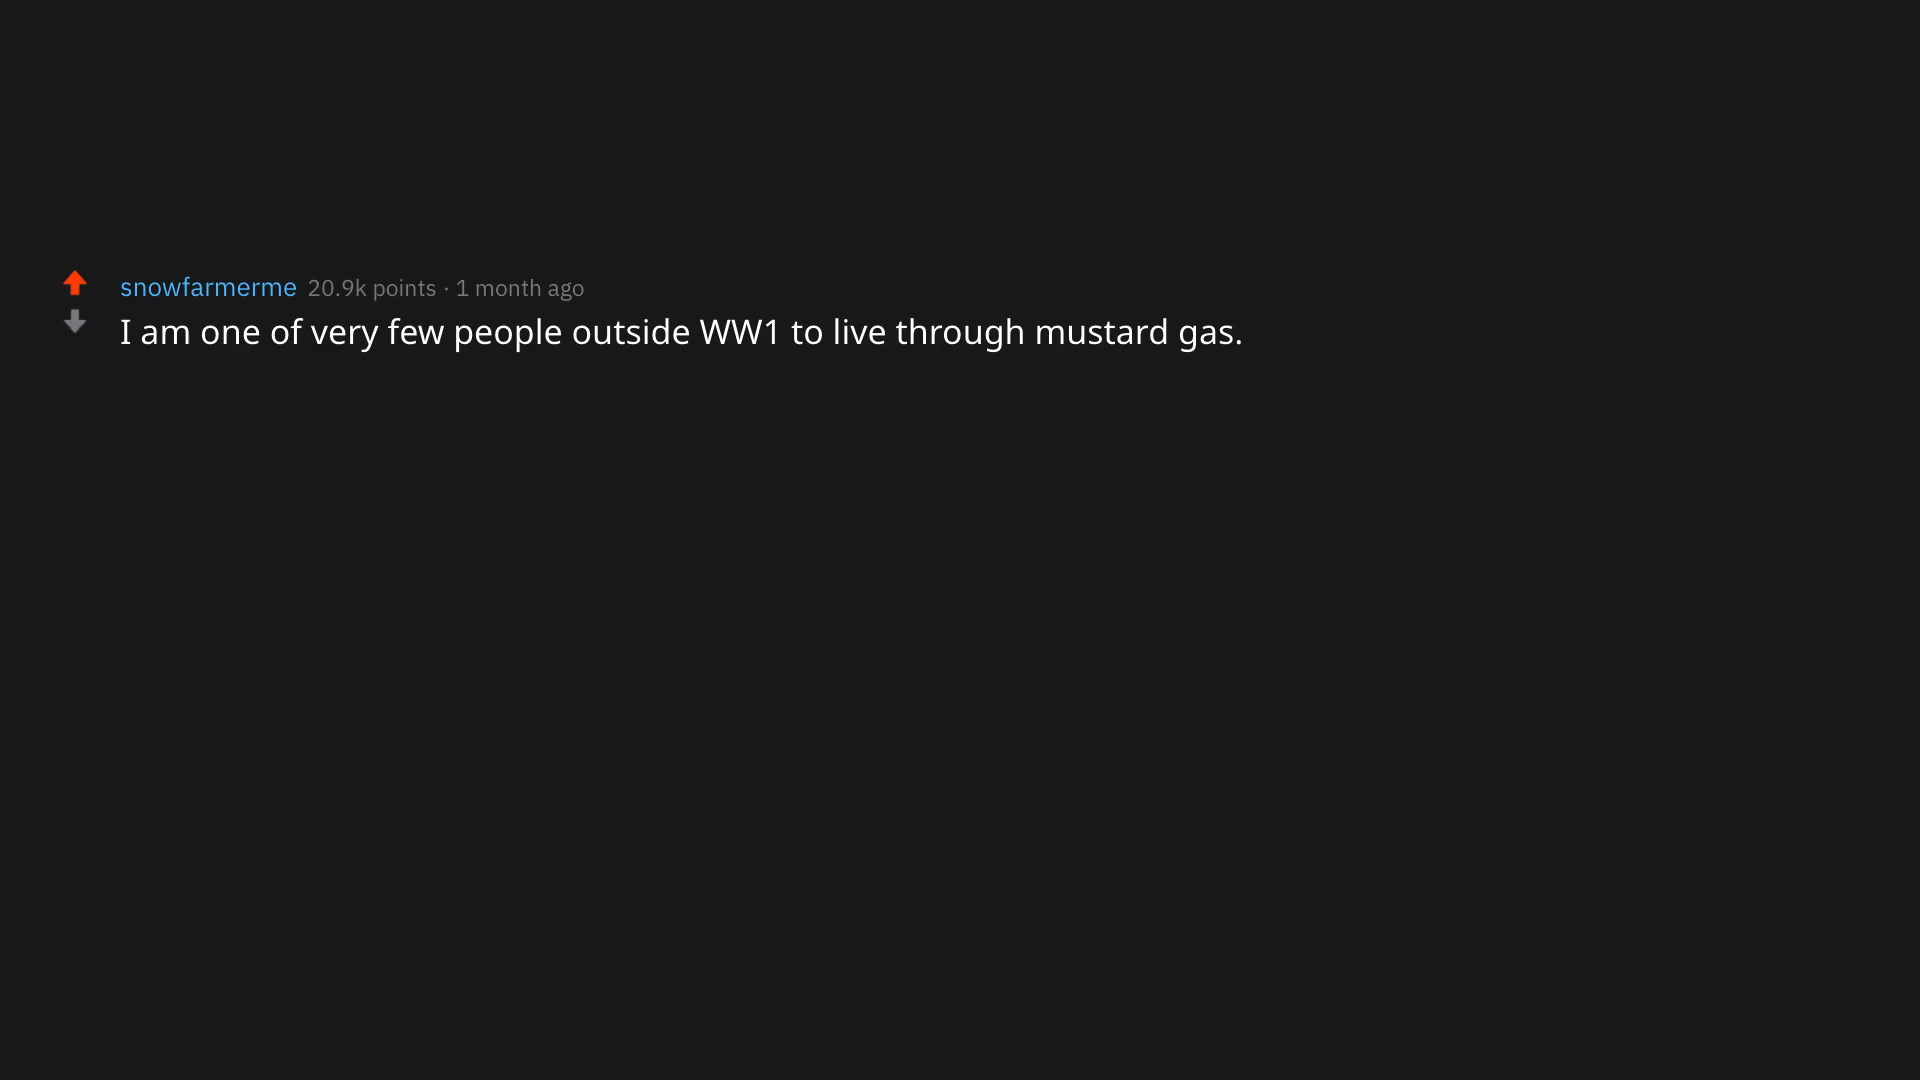 snowfarmerme 20.9k points · 1 month ago
I am one of very few people outside WW1 to live through mustard gas.